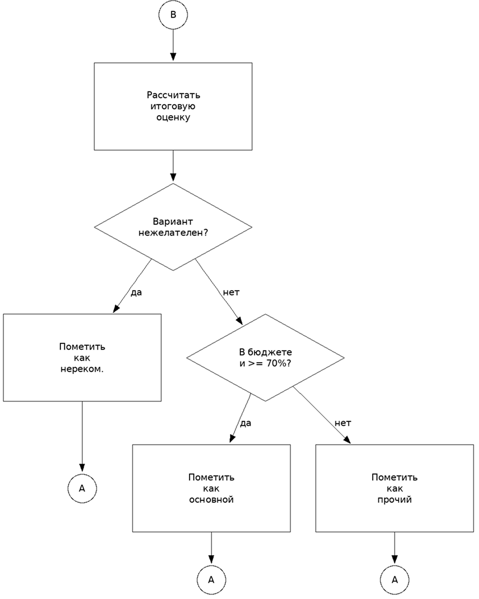 В
Рассчитать
итоговую
оценку
Вариант
нежелателен?
да
нет
Пометить
как
нереком.
В бюджете
и >= 70%?
да
нет
А
Пометить
как
основной
Пометить
как
прочий
А
А